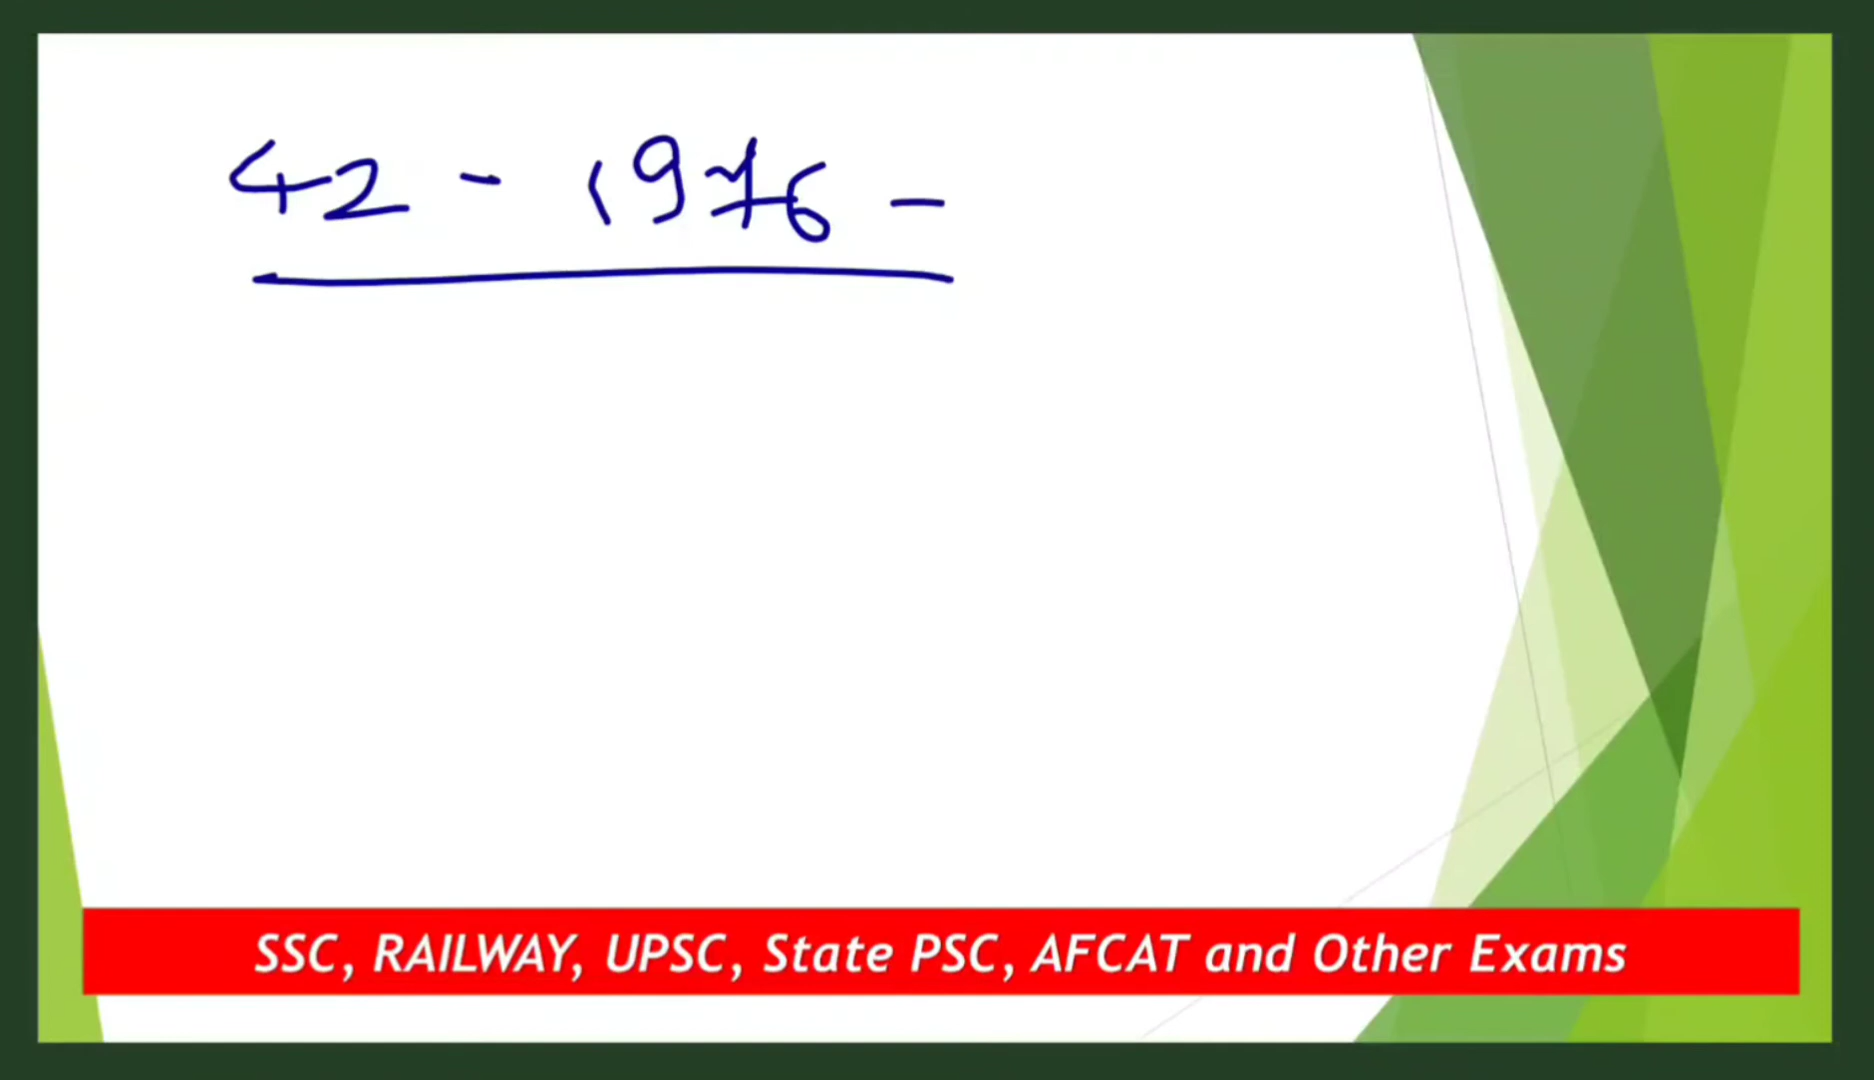 42 - 1976 -
SSC, RAILWAY, UPSC, State PSC, AFCAT and Other Exams